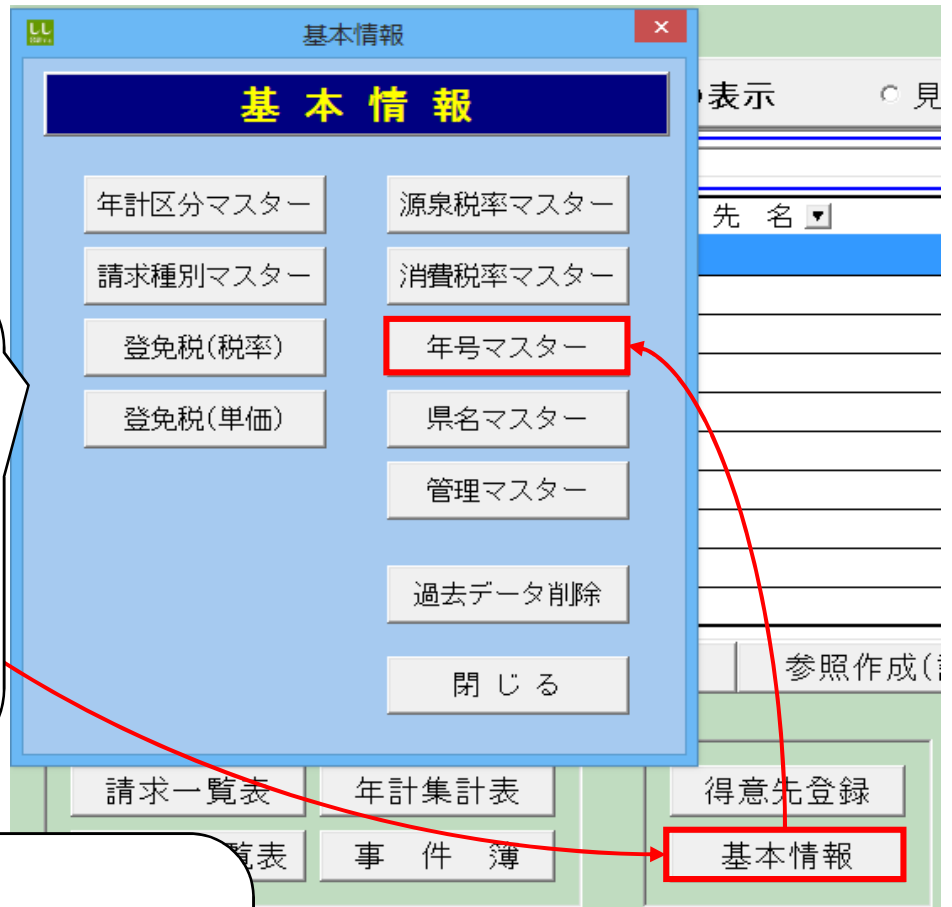 LL
基本情報
×
基 本 情 報
表示 見
年計区分マスター
源泉税率マスター
先 名
請求種別マスター
消費税率マスター
登免税(税率)
年号マスター
登免税(単価)
県名マスター
管理マスター
過去データ削除
参照作成(
閉 じ る
請求一覧表
年計集計表
得意先登録
覧表
事 件 簿
基本情報